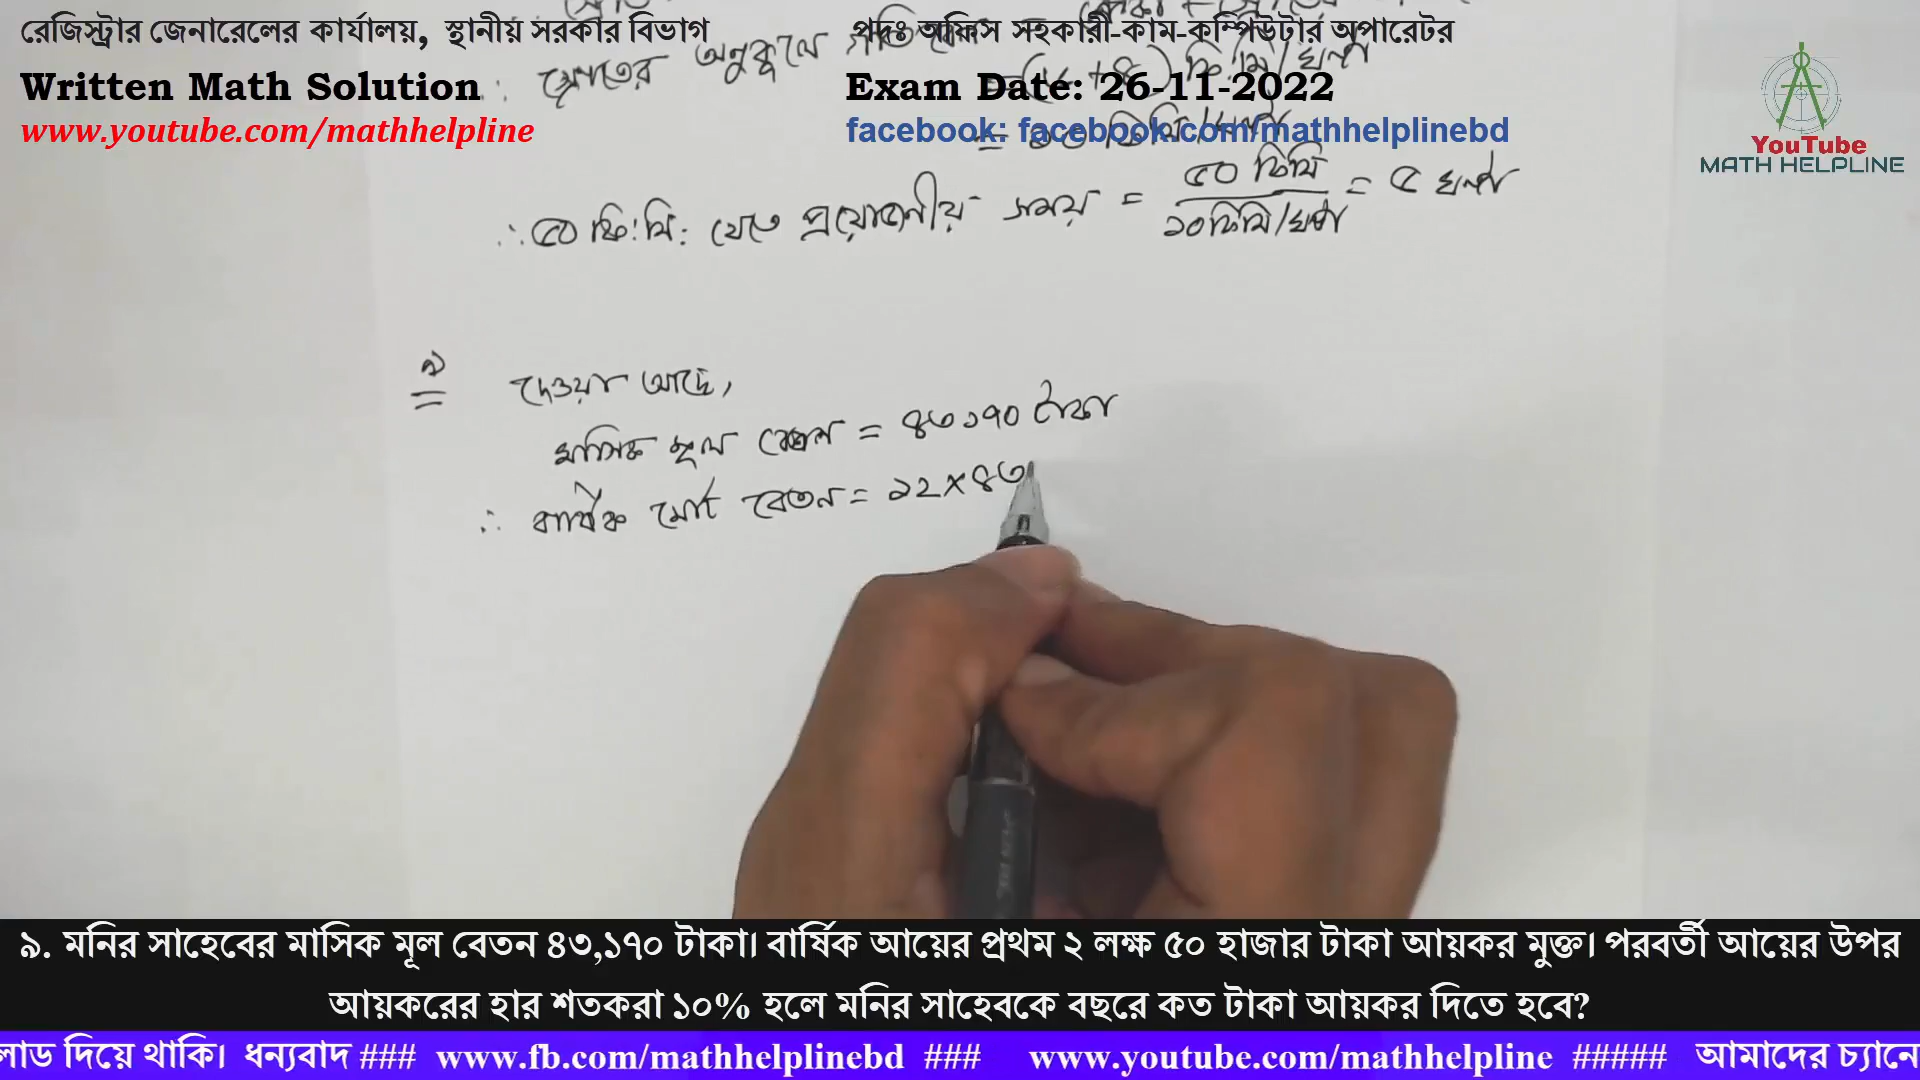 রেজিস্ট্রার জেনারেলের কার্যালয়, স্থানীয় সরকার বিভাগ
পদঃ অফিস সহকারী-কাম-কম্পিউটার অপারেটর
Written Math Solution
Exam Date: 26-11-2022
www.youtube.com/mathhelpline
facebook: facebook.com/mathhelplinebd
YouTube
MATH HELPLINE
স্রোতের অনুকূলে
∴ ৫০ কি:মি: যেতে প্রয়োজনীয় সময় = ৫০ কিমি / ১০ কিমি/ঘণ্টা = ৫ ঘণ্টা
৯ দেওয়া আছে,
মাসিক মূল বেতন = ৪৩১৭০ টাকা
∴ বার্ষিক মোট বেতন = ১২×৪৩
৯. মনির সাহেবের মাসিক মূল বেতন ৪৩,১৭০ টাকা। বার্ষিক আয়ের প্রথম ২ লক্ষ ৫০ হাজার টাকা আয়কর মুক্ত। পরবর্তী আয়ের উপর
আয়করের হার শতকরা ১০% হলে মনির সাহেবকে বছরে কত টাকা আয়কর দিতে হবে?
লাড দিয়ে থাকি। ধন্যবাদ ### www.fb.com/mathhelplinebd ### www.youtube.com/mathhelpline ##### আমাদের চ্যানে